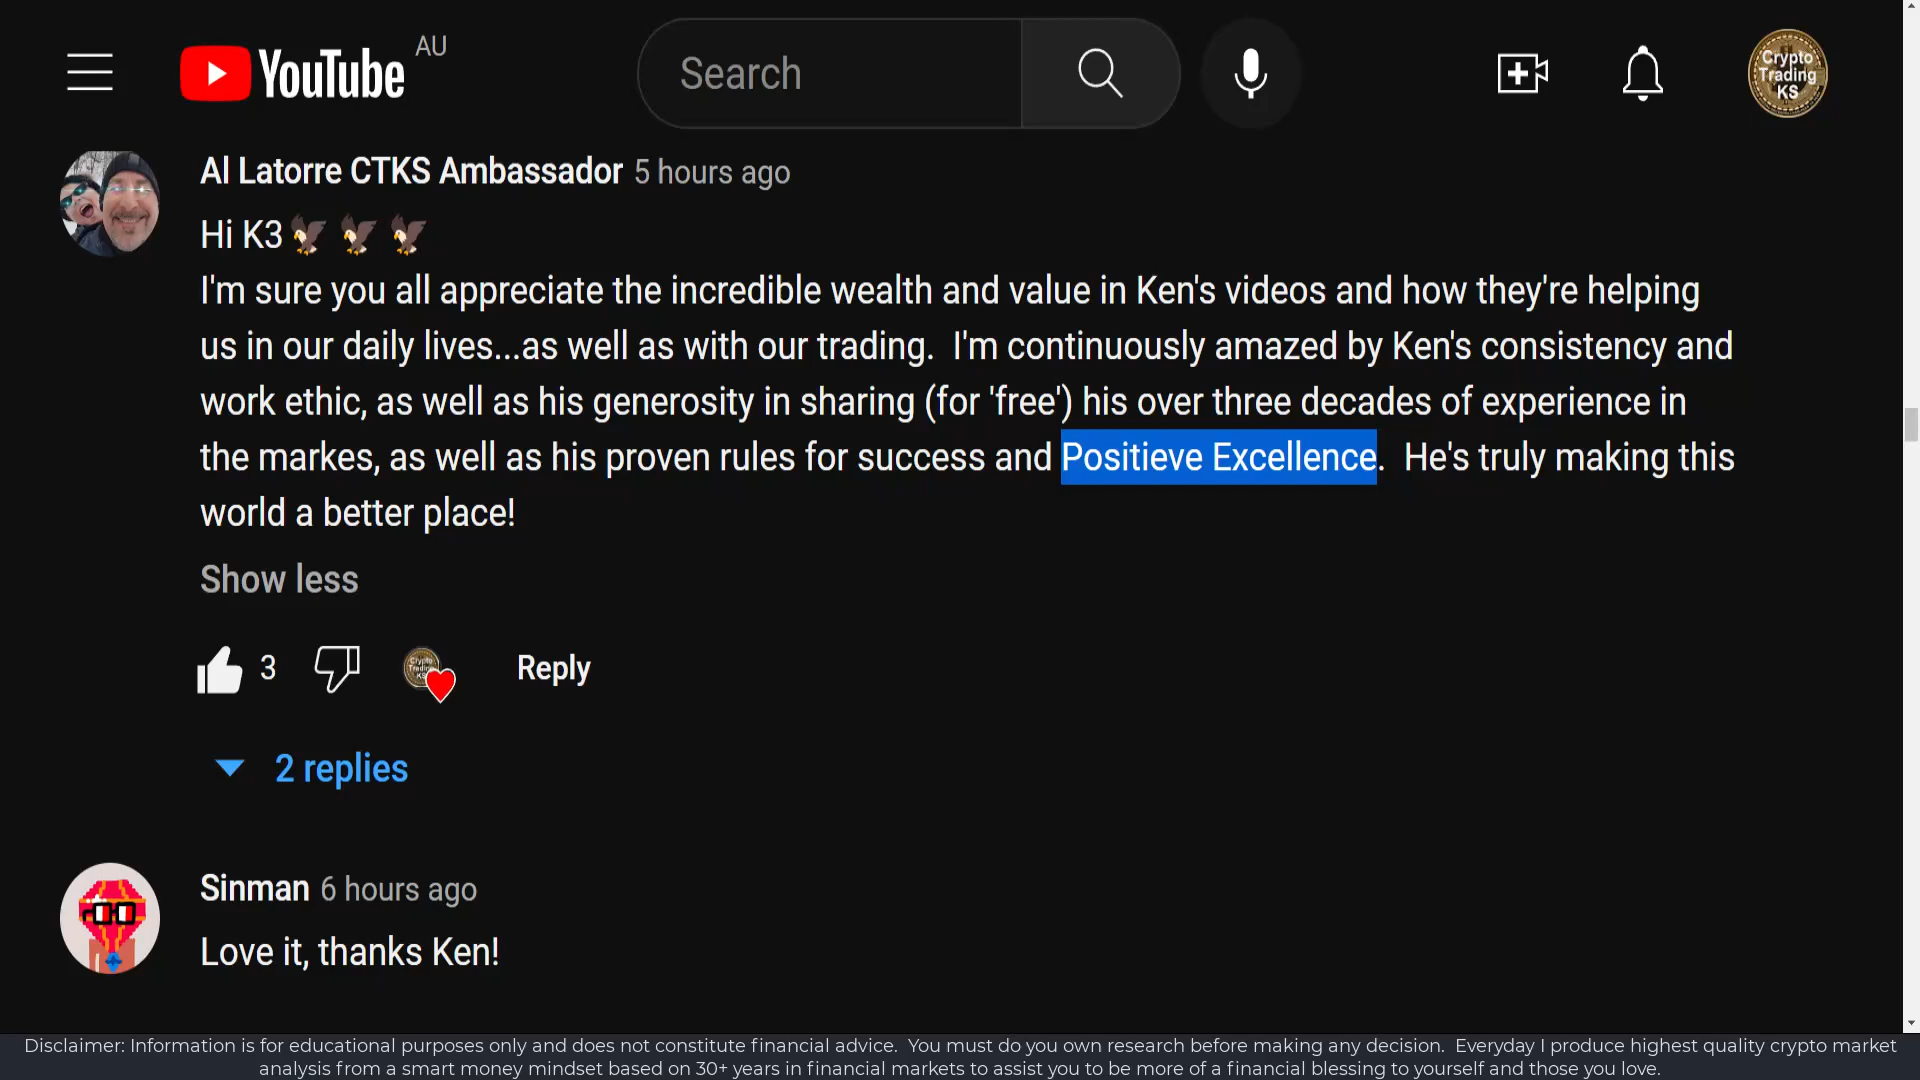 YouTube AU
Search
Crypto
Trading
KS
Al Latorre CTKS Ambassador 5 hours ago
Hi K3
I'm sure you all appreciate the incredible wealth and value in Ken's videos and how they're helping
us in our daily lives...as well as with our trading.  I'm continuously amazed by Ken's consistency and
work ethic, as well as his generosity in sharing (for 'free') his over three decades of experience in
the markes, as well as his proven rules for success and Positieve Excellence.  He's truly making this
world a better place!
Show less
3
Crypto
Trading
KS
Reply
2 replies
Sinman 6 hours ago
Love it, thanks Ken!
Disclaimer: Information is for educational purposes only and does not constitute financial advice.  You must do you own research before making any decision.  Everyday I produce highest quality crypto market
analysis from a smart money mindset based on 30+ years in financial markets to assist you to be more of a financial blessing to yourself and those you love.